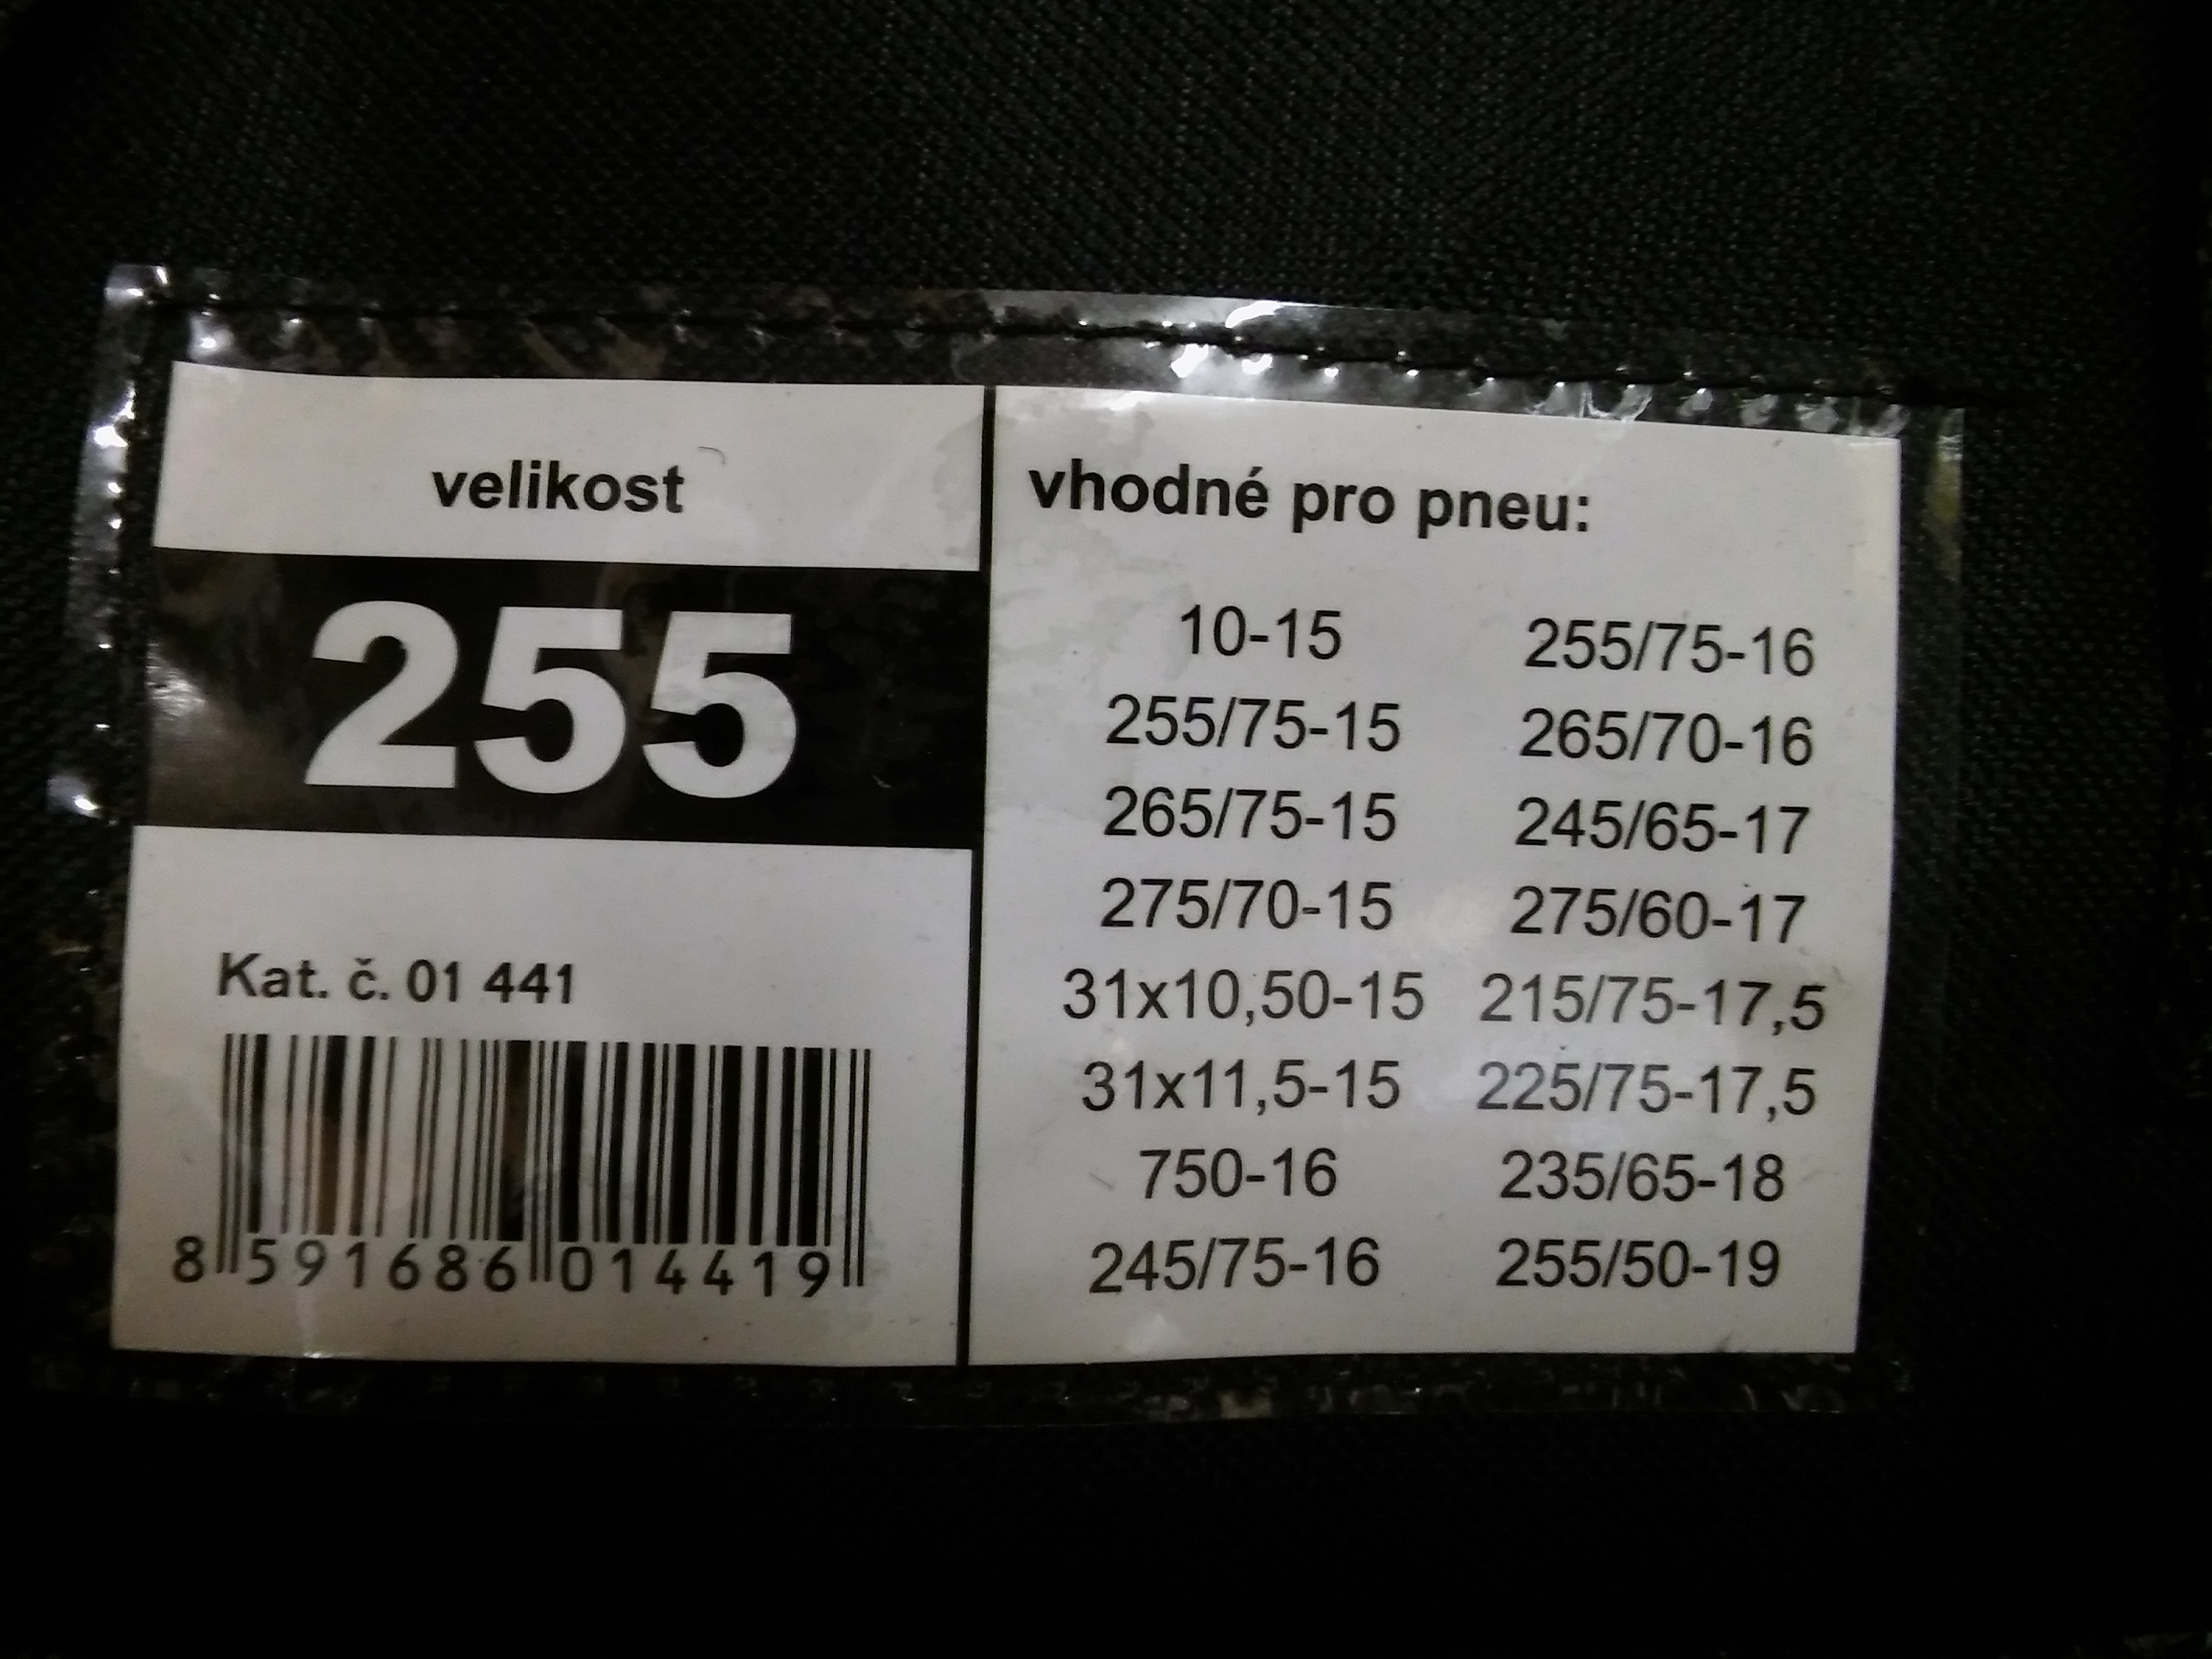 velikost
255
Kat. č. 01 441
8 591686 014419
vhodné pro pneu:
10-15 255/75-16
255/75-15 265/70-16
265/75-15 245/65-17
275/70-15 275/60-17
31x10,50-15 215/75-17,5
31x11,5-15 225/75-17,5
750-16 235/65-18
245/75-16 255/50-19